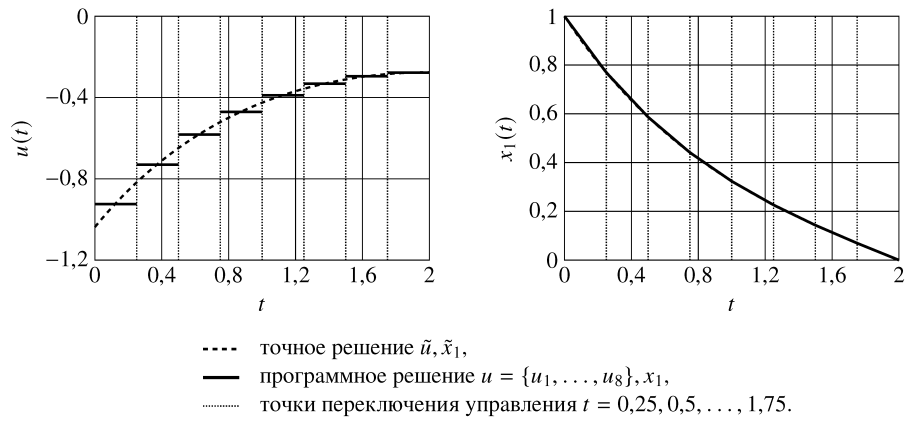 0
−0,4
−0,8
−1,2
u(t)
0 0,4 0,8 1,2 1,6 2
t
1
0,8
0,6
0,4
0,2
0
x₁(t)
0 0,4 0,8 1,2 1,6 2
t
точное решение ũ, x̃₁,
программное решение u = {u₁, . . . , u₈}, x₁,
точки переключения управления t = 0,25, 0,5, . . . , 1,75.